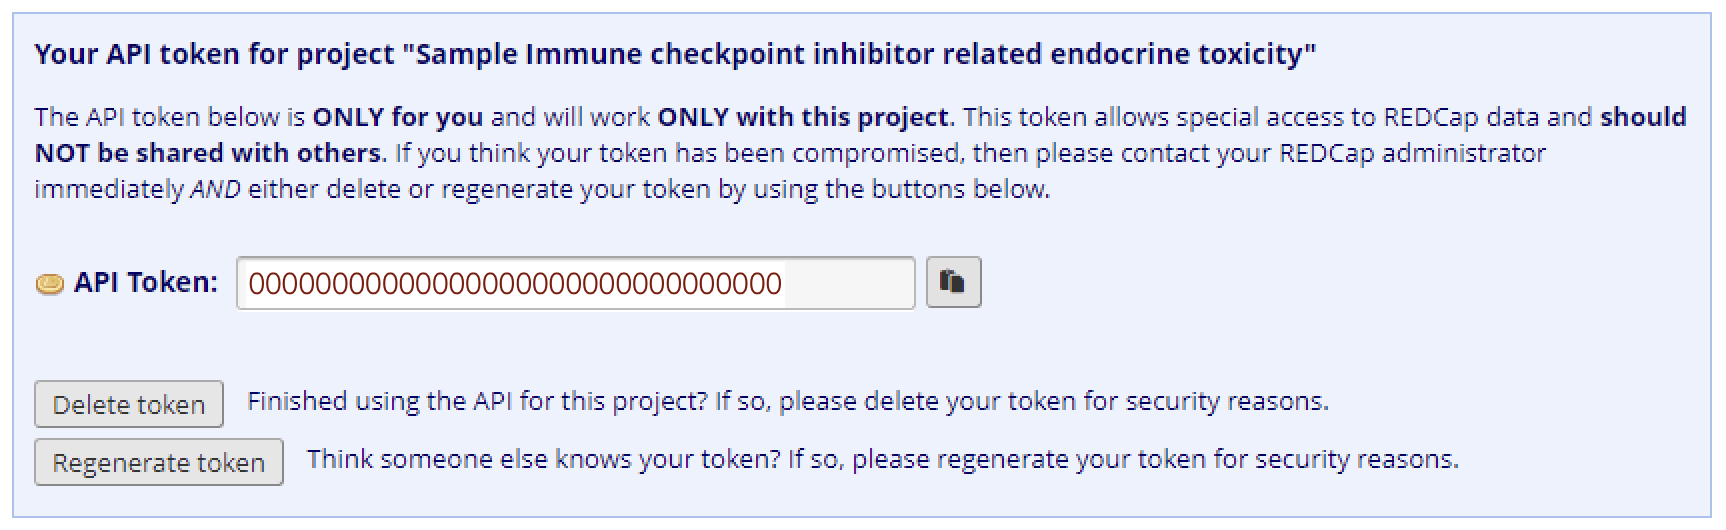 Your API token for project "Sample Immune checkpoint inhibitor related endocrine toxicity"
The API token below is ONLY for you and will work ONLY with this project. This token allows special access to REDCap data and should
NOT be shared with others. If you think your token has been compromised, then please contact your REDCap administrator
immediately AND either delete or regenerate your token by using the buttons below.
API Token: 00000000000000000000000000000000
Delete token Finished using the API for this project? If so, please delete your token for security reasons.
Regenerate token Think someone else knows your token? If so, please regenerate your token for security reasons.